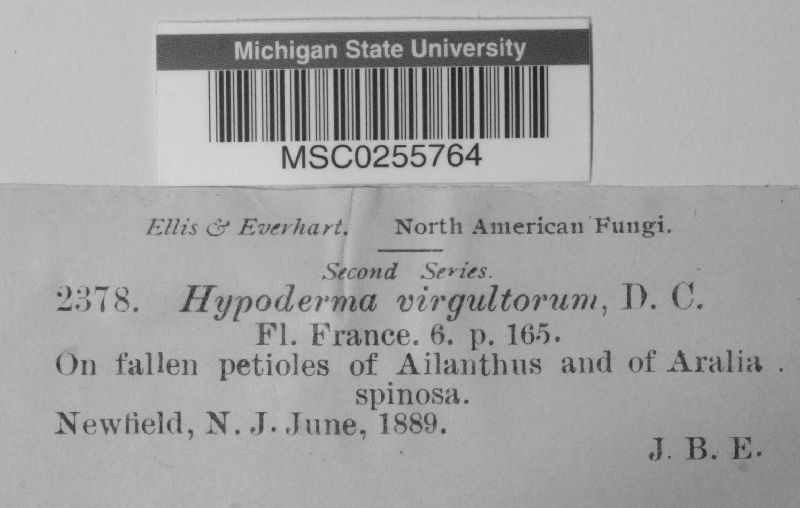 Michigan State University
MSC0255764
Ellis & Everhart. North American Fungi.
Second Series.
2378. Hypoderma virgultorum, D. C.
Fl. France. 6. p. 165.
On fallen petioles of Ailanthus and of Aralia .
spinosa.
Newfield, N. J. June, 1889.
J. B. E.